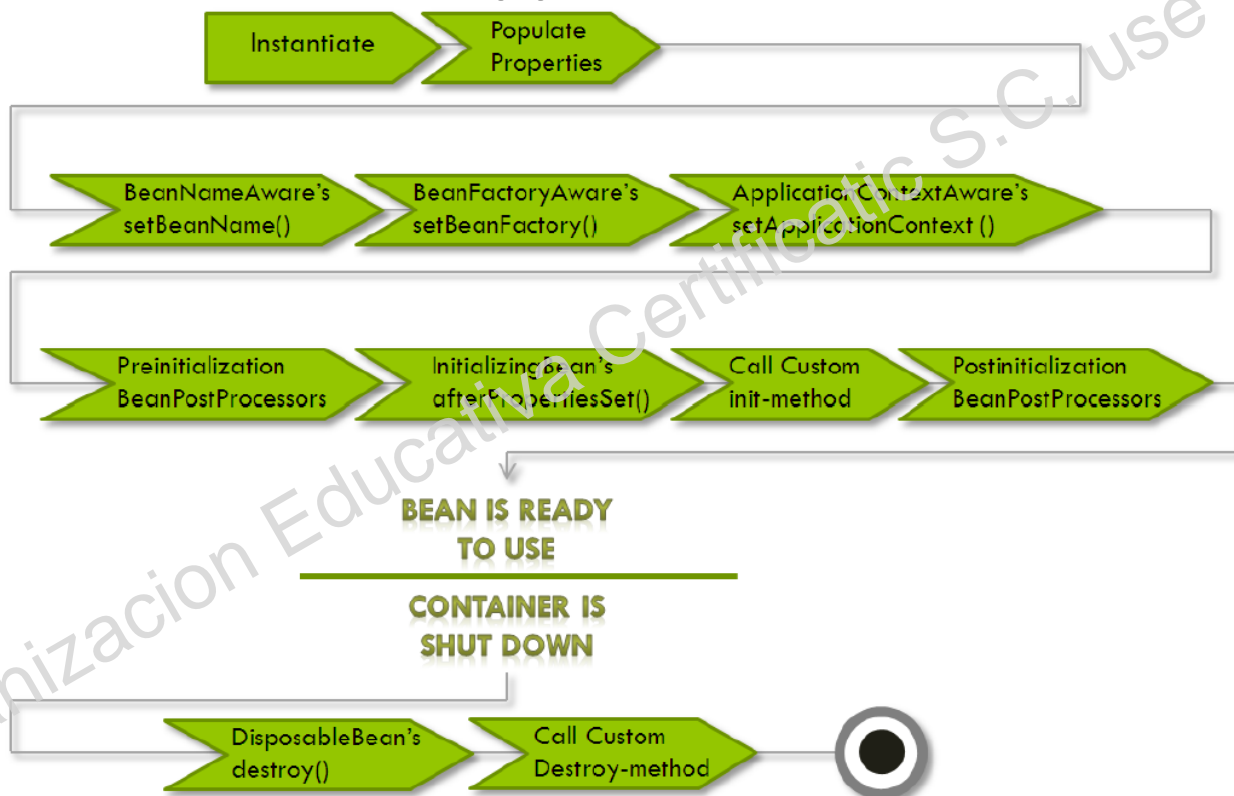 Instantiate
Populate
Properties
BeanNameAware's
setBeanName()
BeanFactoryAware's
setBeanFactory()
ApplicationContextAware's
setApplicationContext ()
Preinitialization
BeanPostProcessors
InitializingBean's
afterPropertiesSet()
Call Custom
init-method
Postinitialization
BeanPostProcessors
BEAN IS READY
TO USE
CONTAINER IS
SHUT DOWN
DisposableBean's
destroy()
Call Custom
Destroy-method
nizacion Educativa Certificatic S.C. use